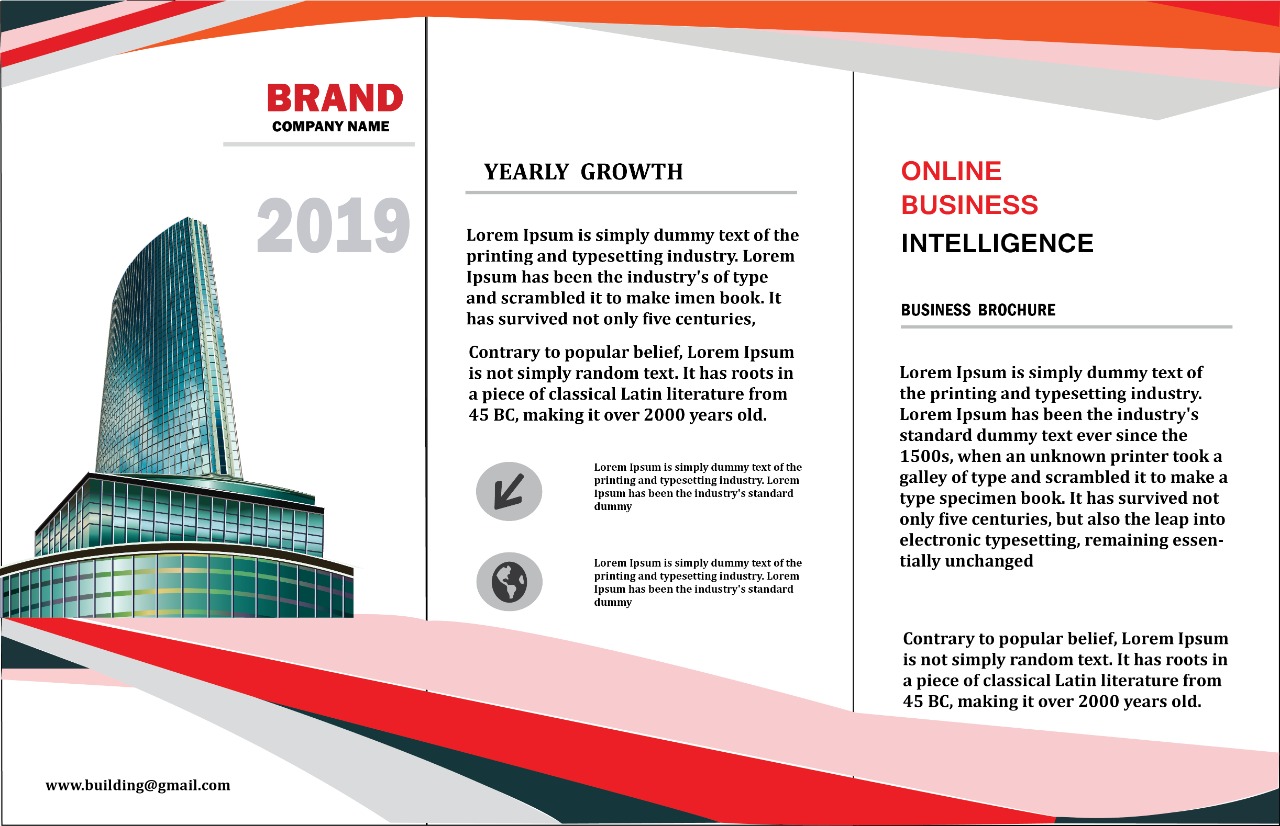 BRAND
COMPANY NAME
2019
www.building@gmail.com
YEARLY GROWTH
Lorem Ipsum is simply dummy text of the
printing and typesetting industry. Lorem
Ipsum has been the industry's of type
and scrambled it to make imen book. It
has survived not only five centuries,
Contrary to popular belief, Lorem Ipsum
is not simply random text. It has roots in
a piece of classical Latin literature from
45 BC, making it over 2000 years old.
Lorem Ipsum is simply dummy text of the
printing and typesetting industry. Lorem
Ipsum has been the industry's standard
dummy
Lorem Ipsum is simply dummy text of the
printing and typesetting industry. Lorem
Ipsum has been the industry's standard
dummy
ONLINE
BUSINESS
INTELLIGENCE
BUSINESS BROCHURE
Lorem Ipsum is simply dummy text of
the printing and typesetting industry.
Lorem Ipsum has been the industry's
standard dummy text ever since the
1500s, when an unknown printer took a
galley of type and scrambled it to make a
type specimen book. It has survived not
only five centuries, but also the leap into
electronic typesetting, remaining essen-
tially unchanged
Contrary to popular belief, Lorem Ipsum
is not simply random text. It has roots in
a piece of classical Latin literature from
45 BC, making it over 2000 years old.